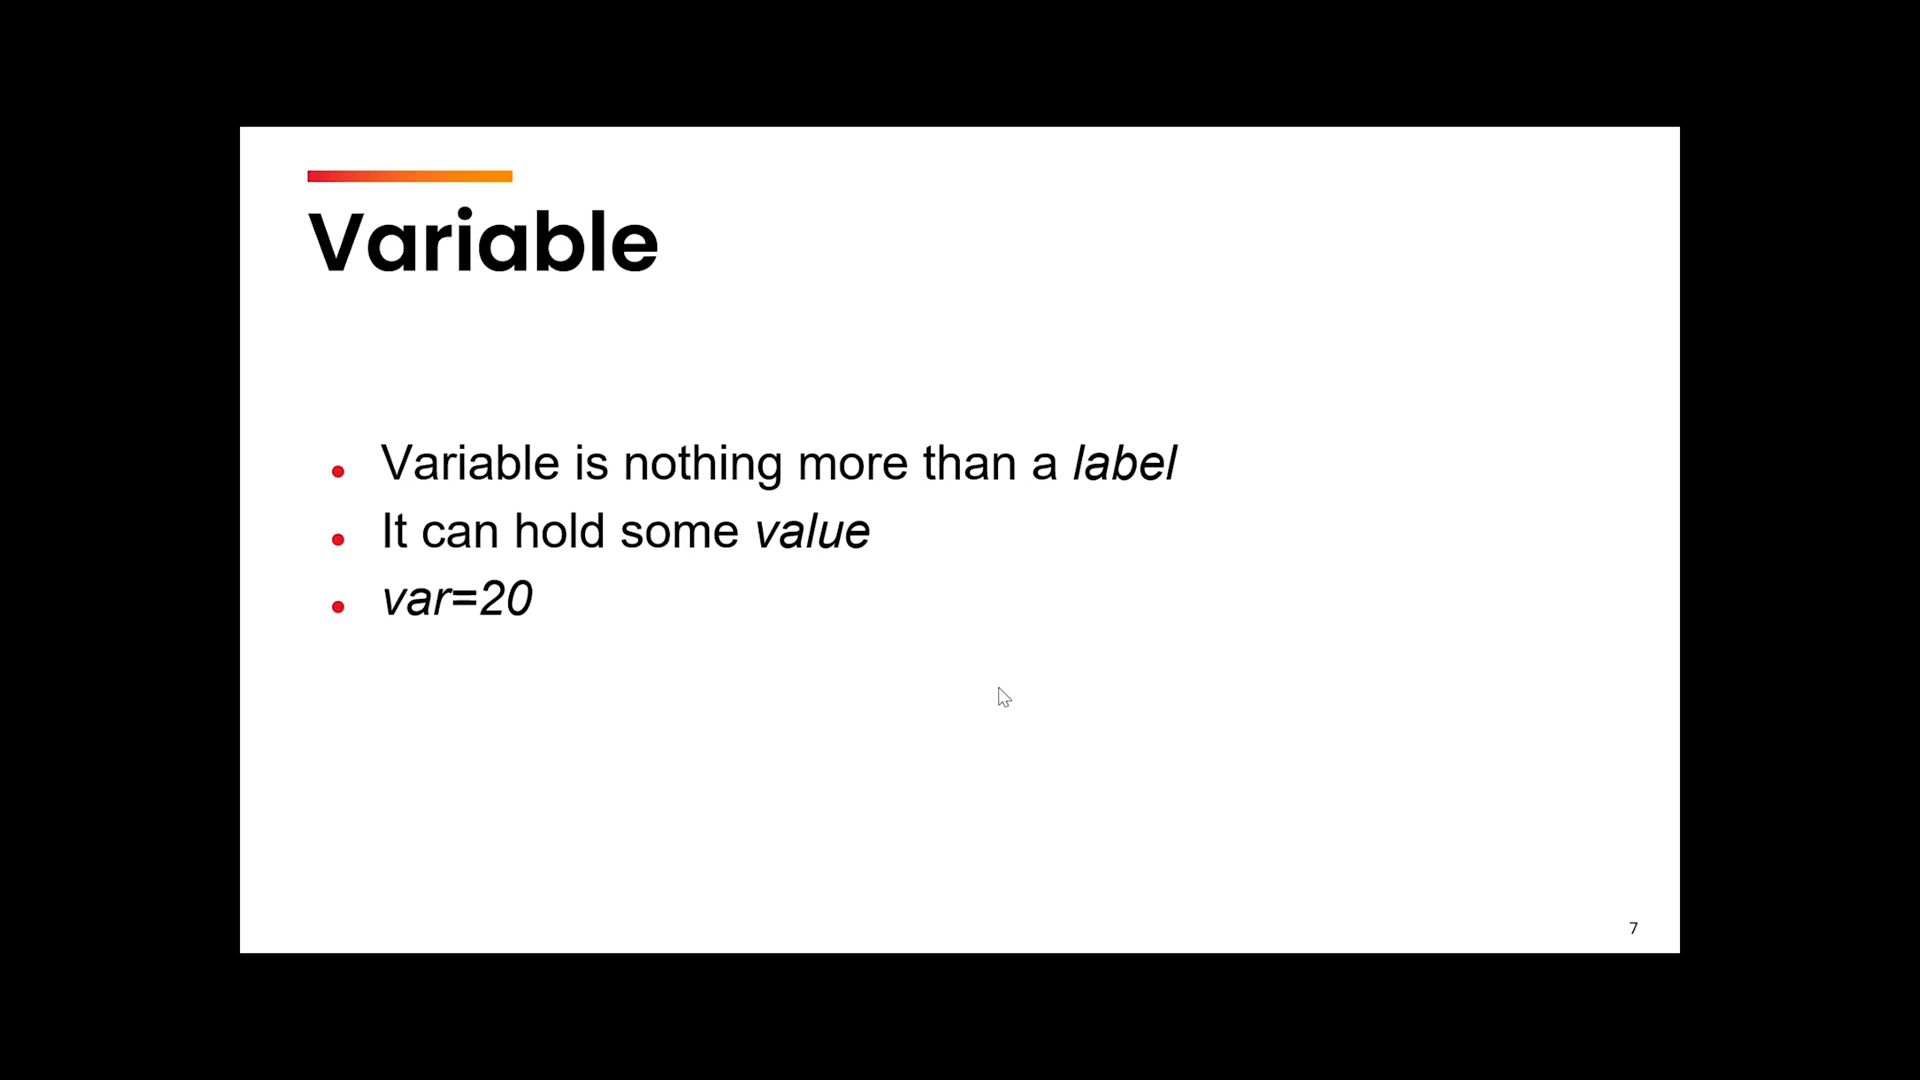 Variable
Variable is nothing more than a label
It can hold some value
var=20
7